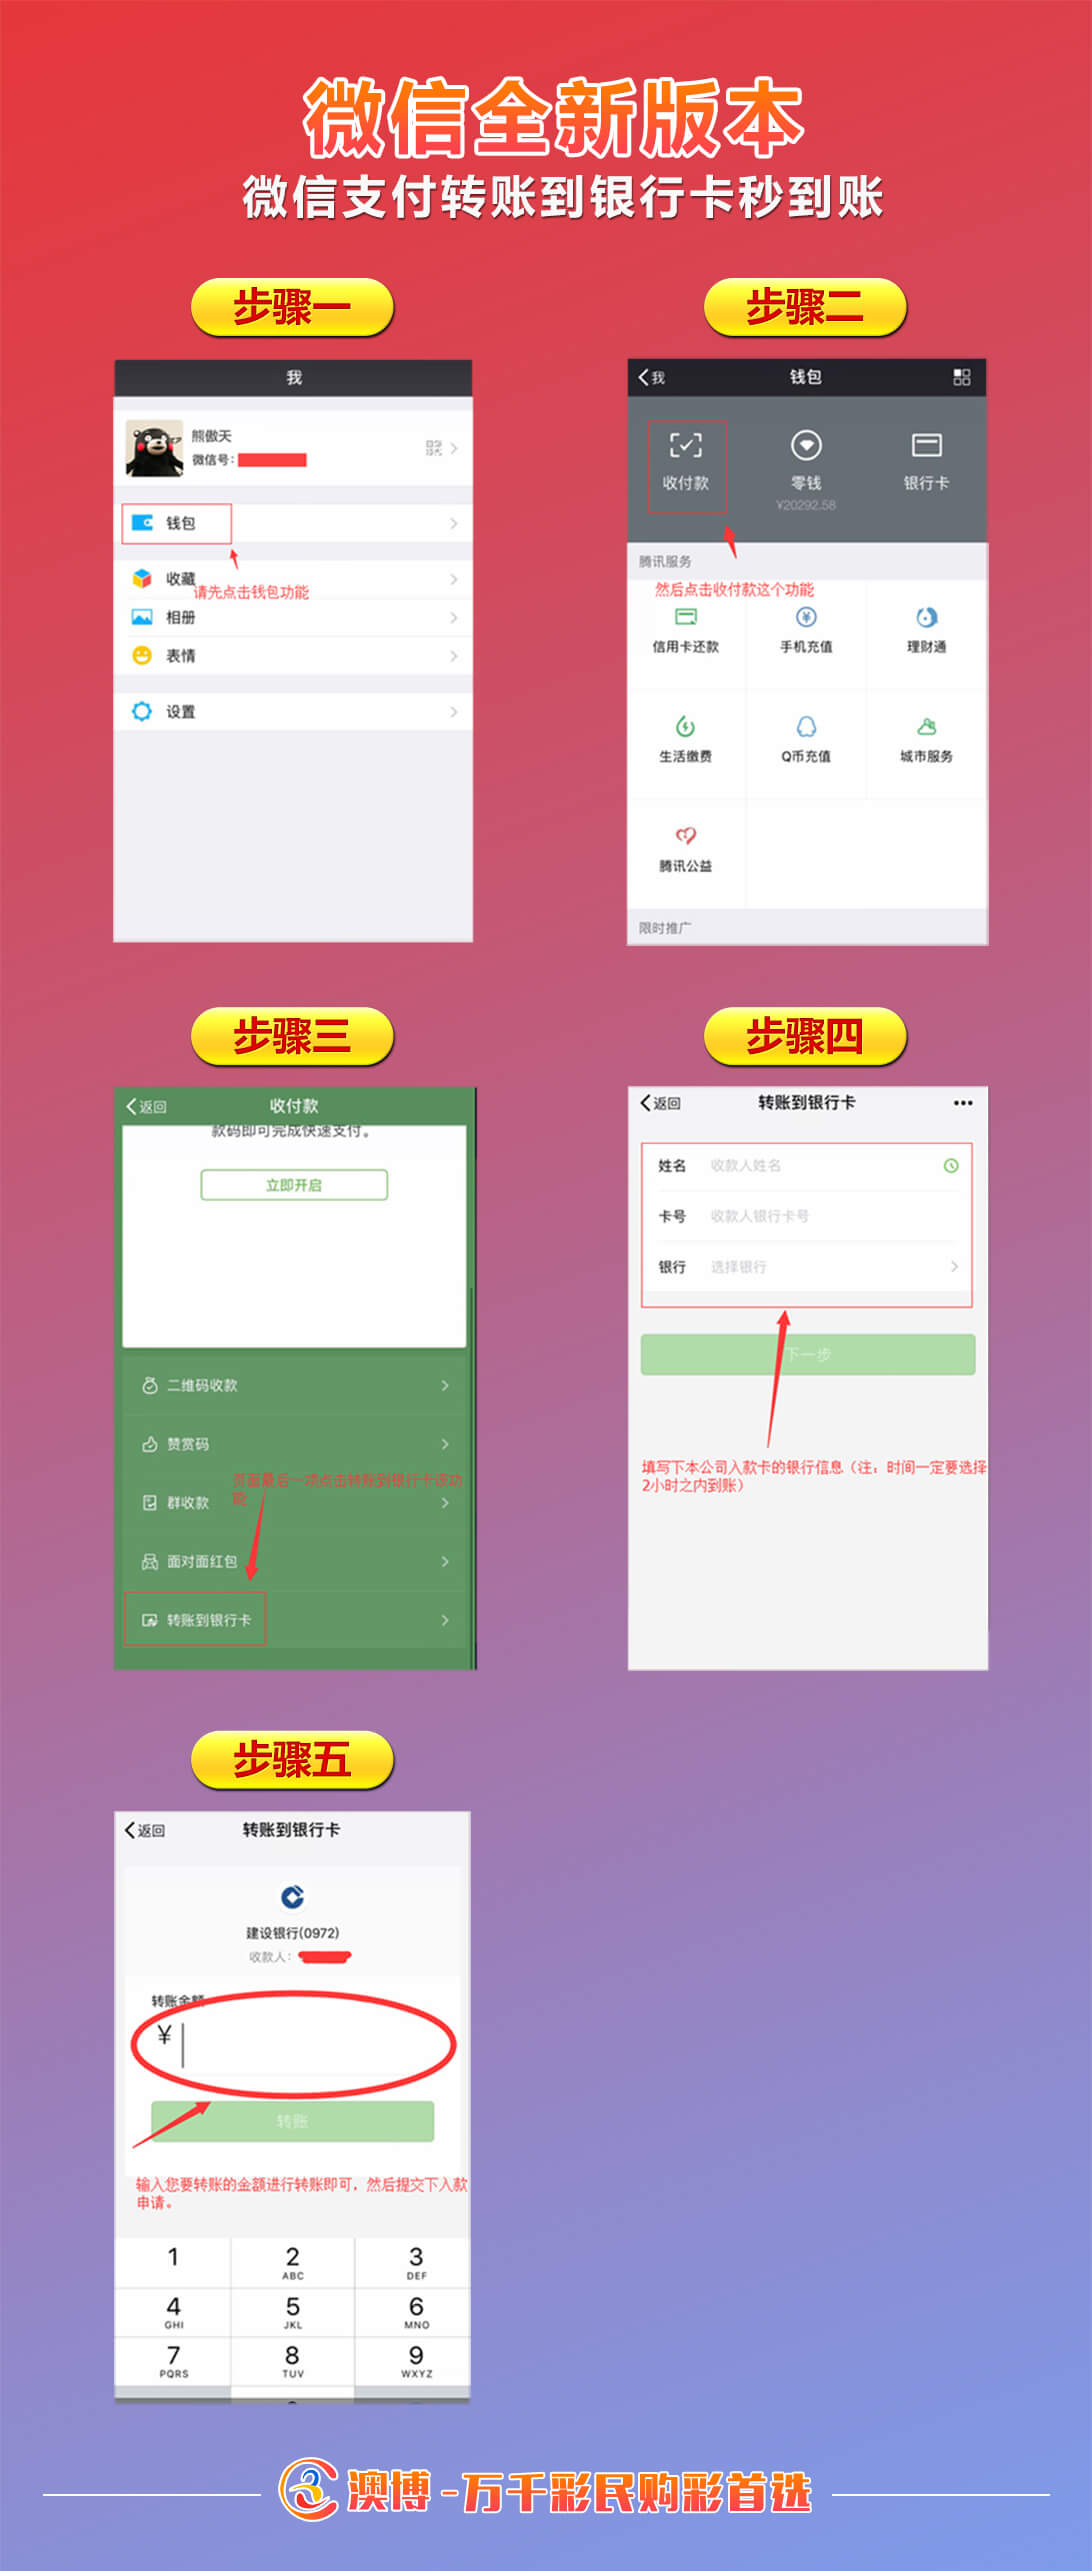 微信全新版本
微信支付转账到银行卡秒到账
步骤一
我
熊傲天
微信号：
钱包
请先点击钱包功能
收藏
相册
表情
设置
步骤二
我
钱包
收付款
零钱
¥20292.58
银行卡
腾讯服务
然后点击收付款这个功能
信用卡还款
手机充值
理财通
生活缴费
Q币充值
城市服务
腾讯公益
限时推广
步骤三
返回
收付款
款码即可完成快速支付。
立即开启
二维码收款
赞赏码
页面最后一项点击转账到银行卡该功
能
群收款
面对面红包
转账到银行卡
步骤四
返回
转账到银行卡
姓名 收款人姓名
卡号 收款人银行卡号
银行 选择银行
下一步
填写下本公司入款卡的银行信息（注：时间一定要选择
2小时之内到账）
步骤五
返回
转账到银行卡
建设银行(0972)
收款人：
转账金额
¥
转账
输入您要转账的金额进行转账即可，然后提交下入款
申请。
1
2
ABC
3
DEF
4
GHI
5
JKL
6
MNO
7
PQRS
8
TUV
9
WXYZ
澳博-万千彩民购彩首选